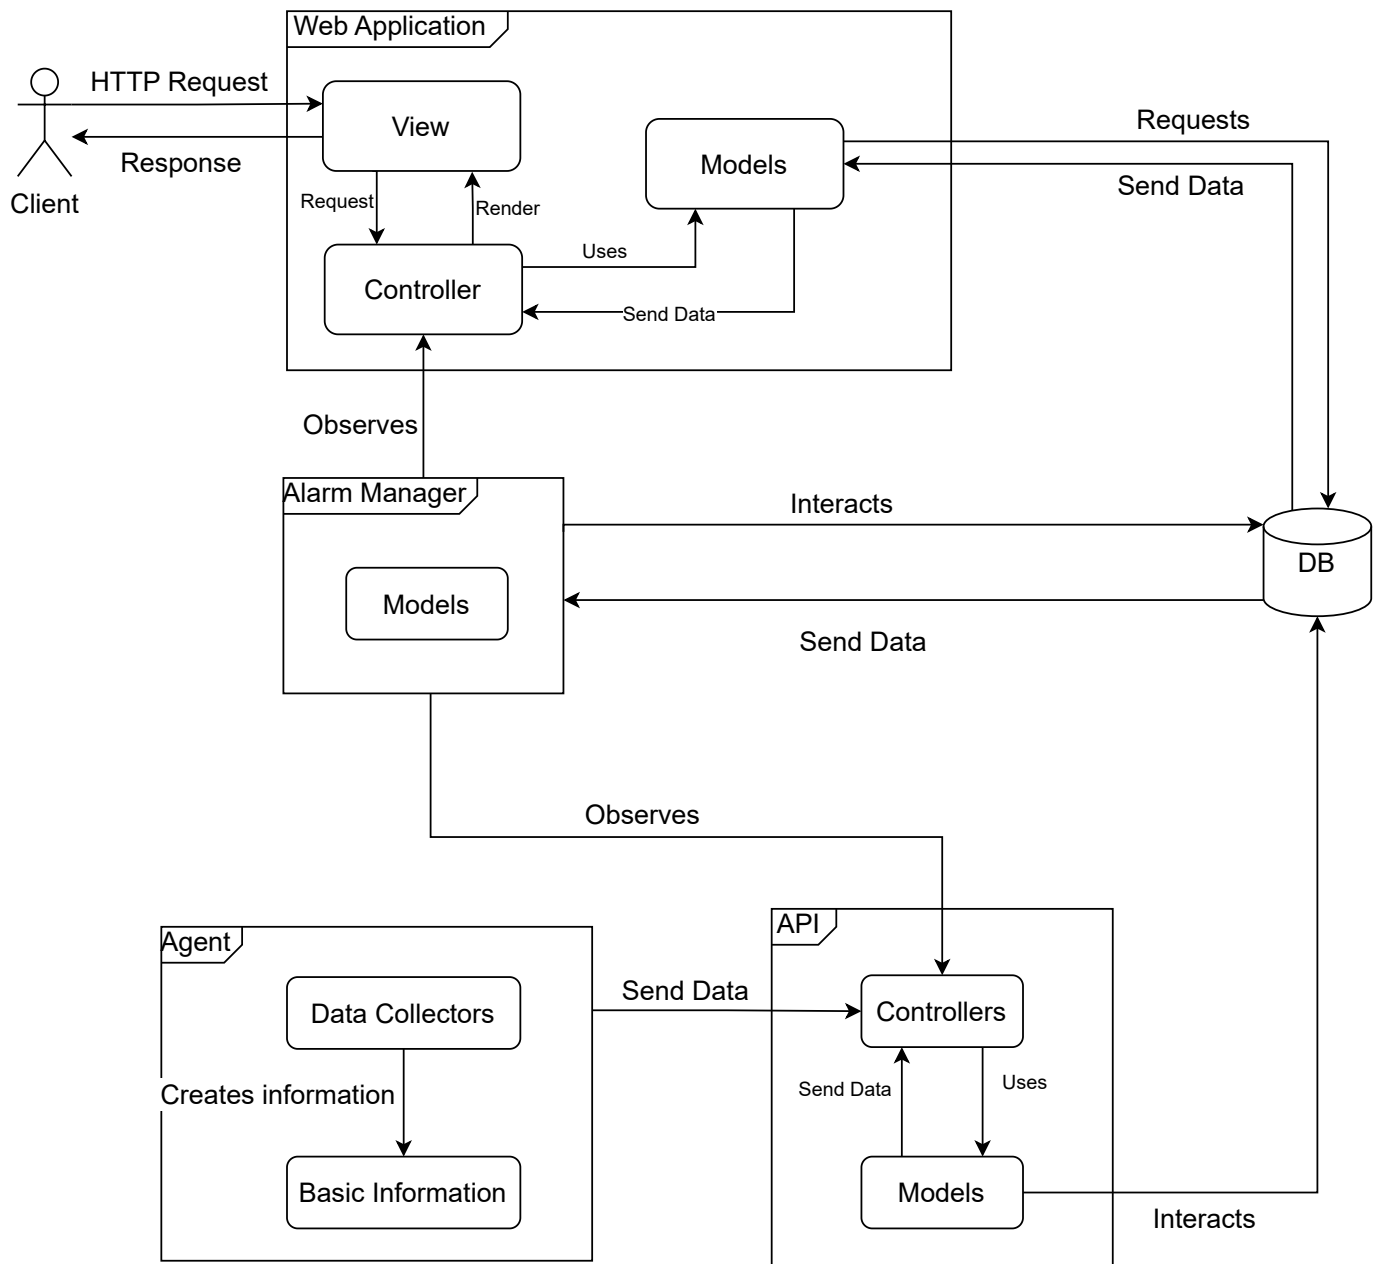 Web Application
HTTP Request
View
Response
Client
Models
Requests
Send Data
Request
Render
Controller
Uses
Send Data
Observes
Alarm Manager
Models
Interacts
DB
Send Data
Observes
Agent
Data Collectors
Creates information
Basic Information
Send Data
API
Controllers
Send Data
Uses
Models
Interacts